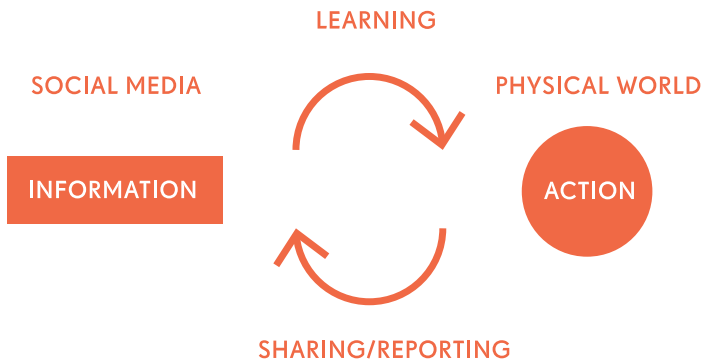 LEARNING
SOCIAL MEDIA
PHYSICAL WORLD
INFORMATION
ACTION
SHARING/REPORTING